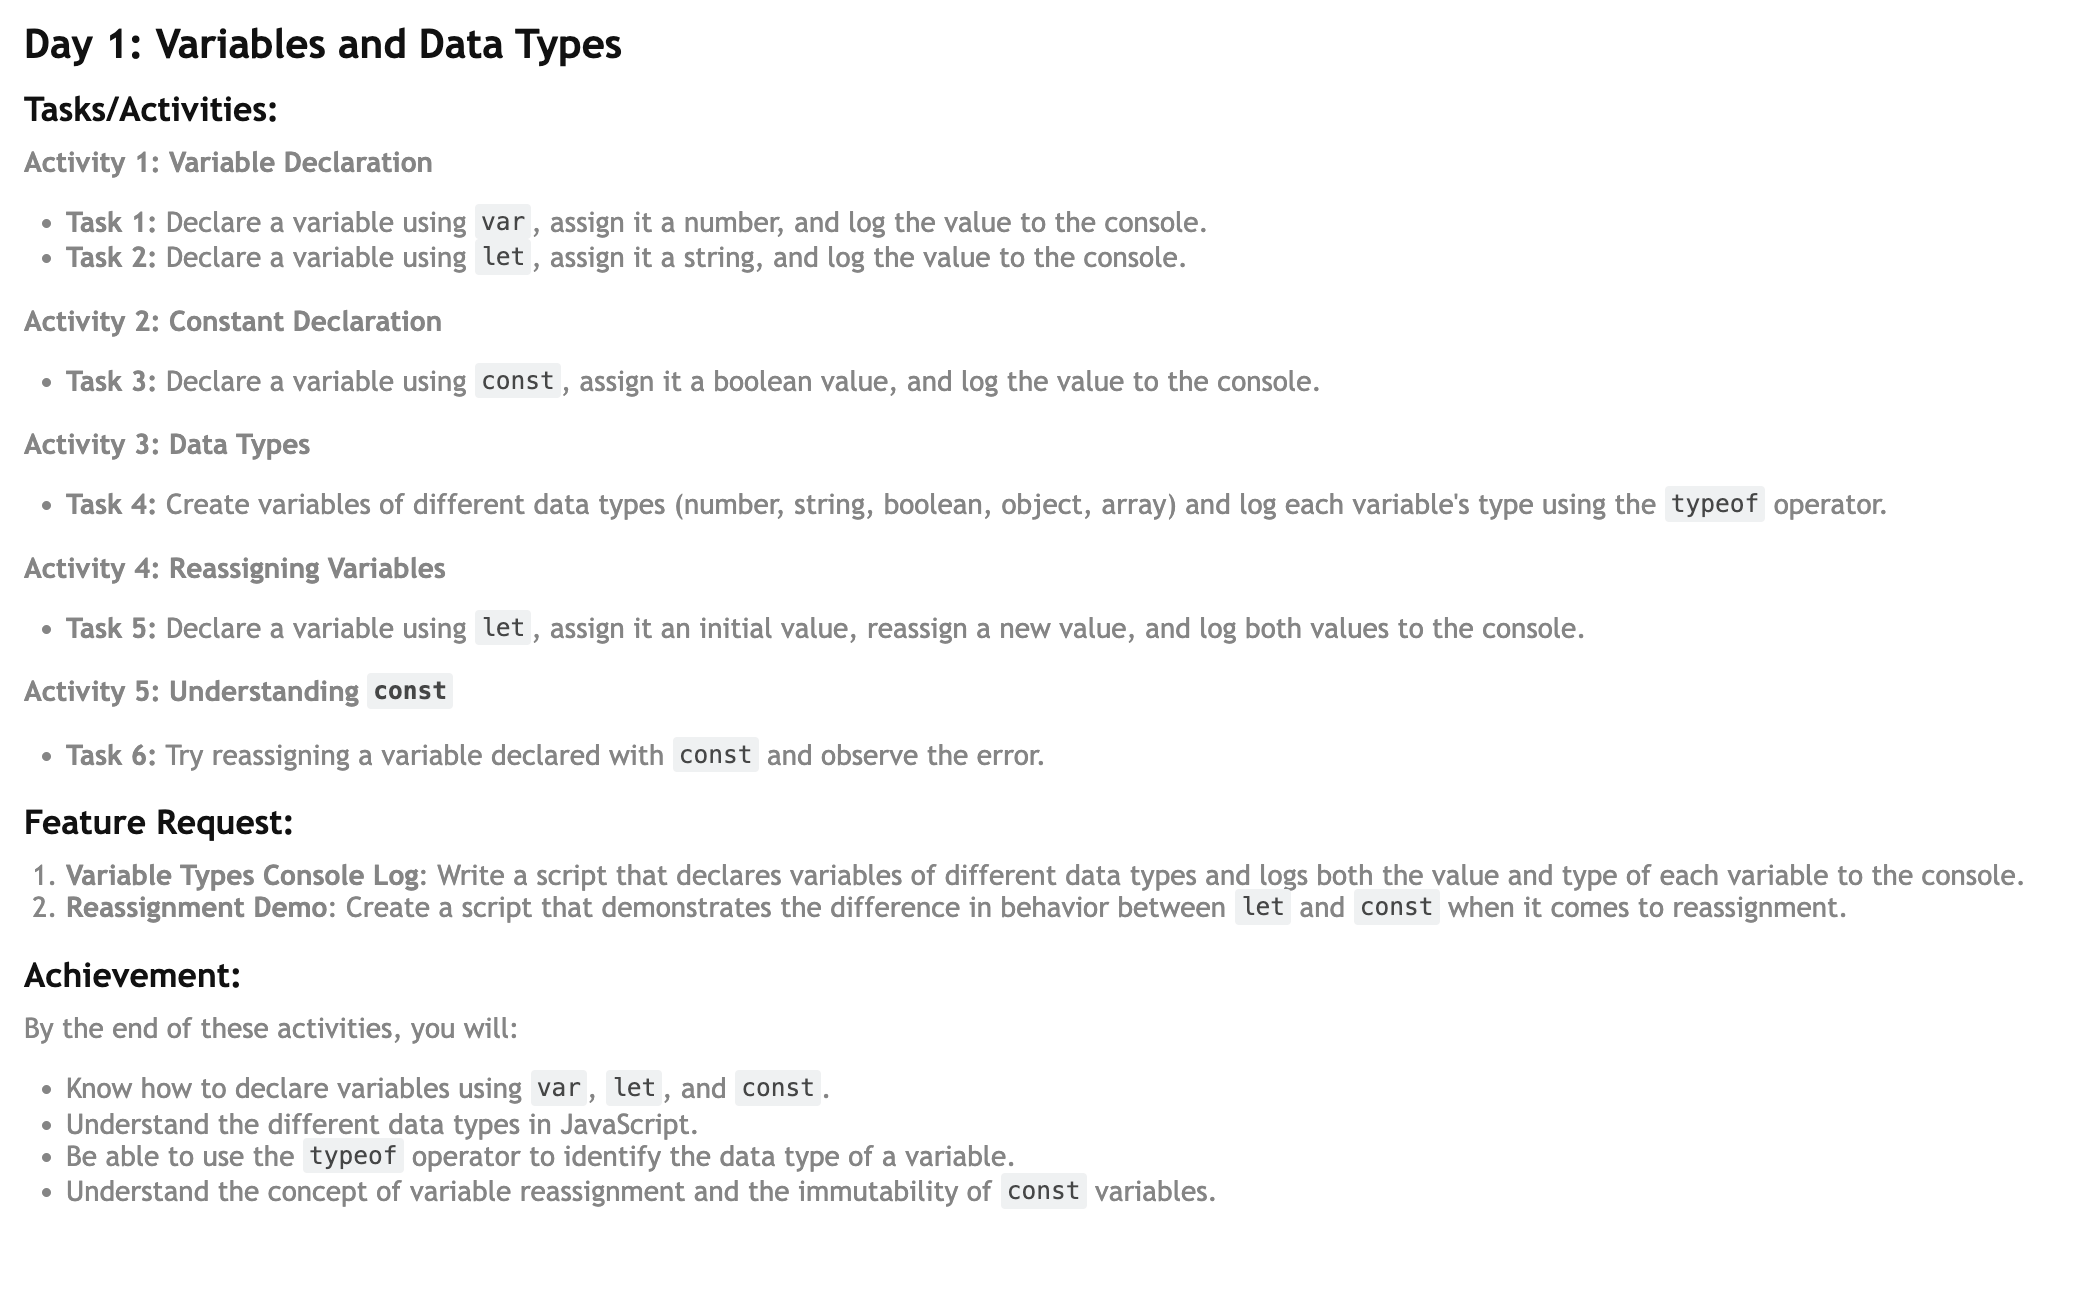 Day 1: Variables and Data Types
Tasks/Activities:
Activity 1: Variable Declaration
• Task 1: Declare a variable using var, assign it a number, and log the value to the console.
• Task 2: Declare a variable using let, assign it a string, and log the value to the console.
Activity 2: Constant Declaration
• Task 3: Declare a variable using const, assign it a boolean value, and log the value to the console.
Activity 3: Data Types
• Task 4: Create variables of different data types (number, string, boolean, object, array) and log each variable's type using the typeof operator.
Activity 4: Reassigning Variables
• Task 5: Declare a variable using let, assign it an initial value, reassign a new value, and log both values to the console.
Activity 5: Understanding const
• Task 6: Try reassigning a variable declared with const and observe the error.
Feature Request:
1. Variable Types Console Log: Write a script that declares variables of different data types and logs both the value and type of each variable to the console.
2. Reassignment Demo: Create a script that demonstrates the difference in behavior between let and const when it comes to reassignment.
Achievement:
By the end of these activities, you will:
• Know how to declare variables using var, let, and const.
• Understand the different data types in JavaScript.
• Be able to use the typeof operator to identify the data type of a variable.
• Understand the concept of variable reassignment and the immutability of const variables.